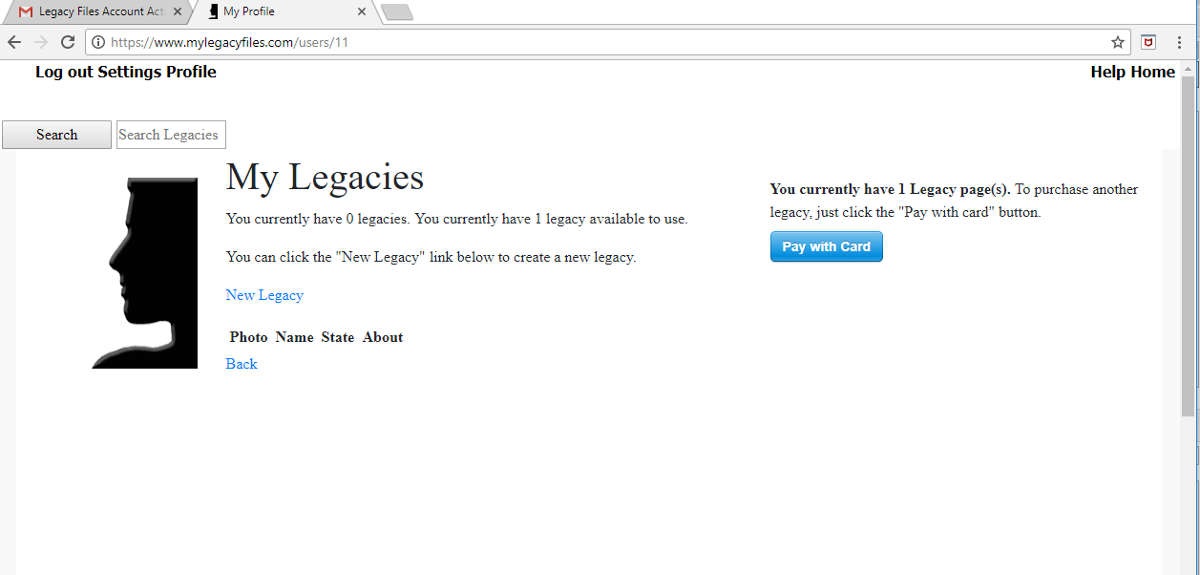 Legacy Files Account Act
My Profile
https://www.mylegacyfiles.com/users/11
Log out Settings Profile
Help Home
Search
Search Legacies
My Legacies
You currently have 0 legacies. You currently have 1 legacy available to use.
You can click the "New Legacy" link below to create a new legacy.
New Legacy
Photo Name State About
Back
You currently have 1 Legacy page(s). To purchase another
legacy, just click the "Pay with card" button.
Pay with Card